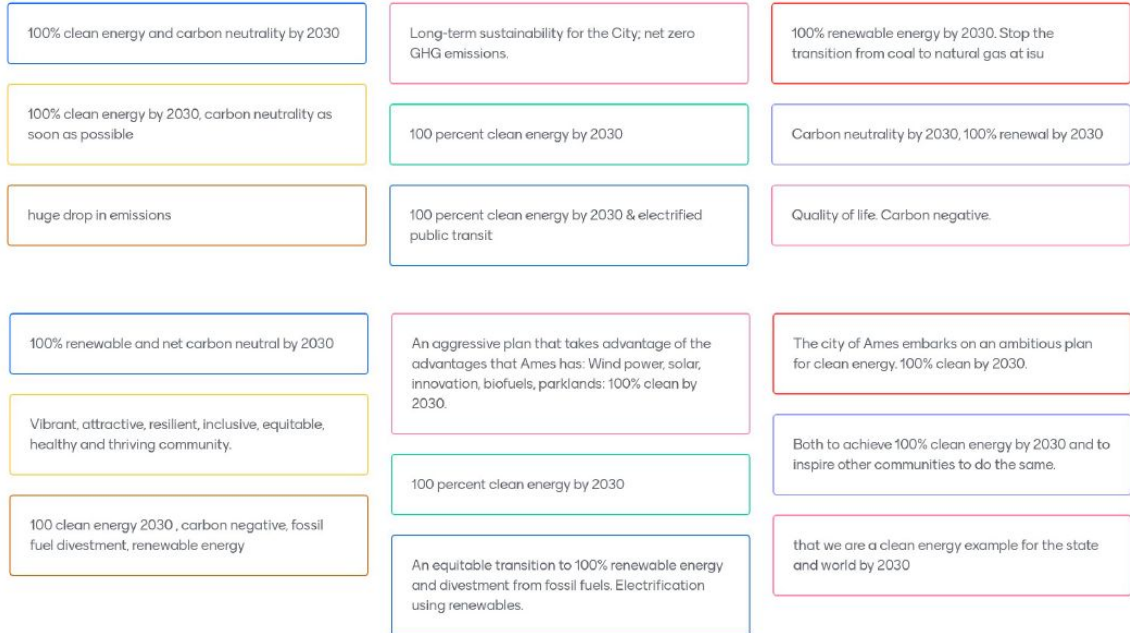 100% clean energy and carbon neutrality by 2030
100% clean energy by 2030, carbon neutrality as
soon as possible
huge drop in emissions
Long-term sustainability for the City; net zero
GHG emissions.
100 percent clean energy by 2030
100 percent clean energy by 2030 & electrified
public transit
100% renewable energy by 2030. Stop the
transition from coal to natural gas at isu
Carbon neutrality by 2030, 100% renewal by 2030
Quality of life. Carbon negative.
100% renewable and net carbon neutral by 2030
Vibrant, attractive, resilient, inclusive, equitable,
healthy and thriving community.
100 clean energy 2030 , carbon negative, fossil
fuel divestment, renewable energy
An aggressive plan that takes advantage of the
advantages that Ames has: Wind power, solar,
innovation, biofuels, parklands: 100% clean by
2030.
100 percent clean energy by 2030
An equitable transition to 100% renewable energy
and divestment from fossil fuels. Electrification
using renewables.
The city of Ames embarks on an ambitious plan
for clean energy. 100% clean by 2030.
Both to achieve 100% clean energy by 2030 and to
inspire other communities to do the same.
that we are a clean energy example for the state
and world by 2030